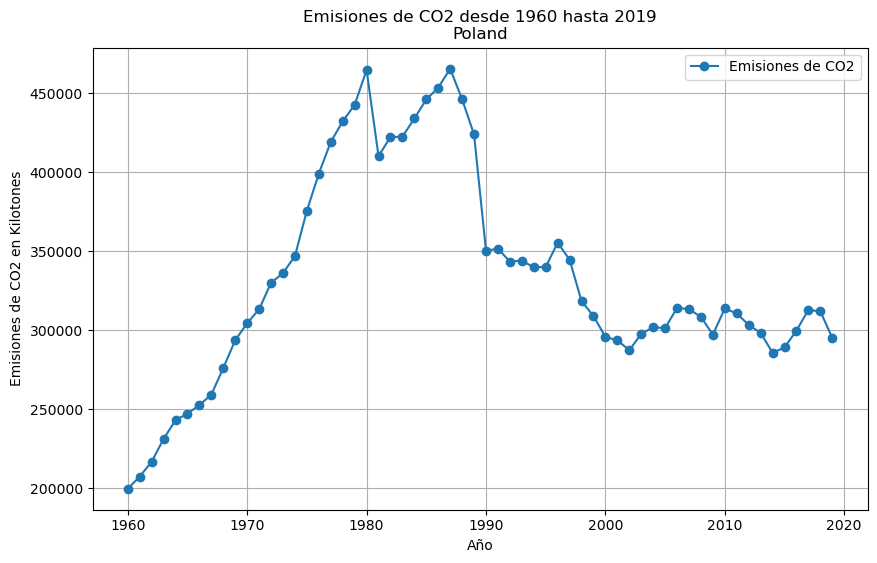 Emisiones de CO2 desde 1960 hasta 2019
Poland
Emisiones de CO2
Emisiones de CO2 en Kilotones
450000
400000
350000
300000
250000
200000
1960
1970
1980
1990
2000
2010
2020
Año